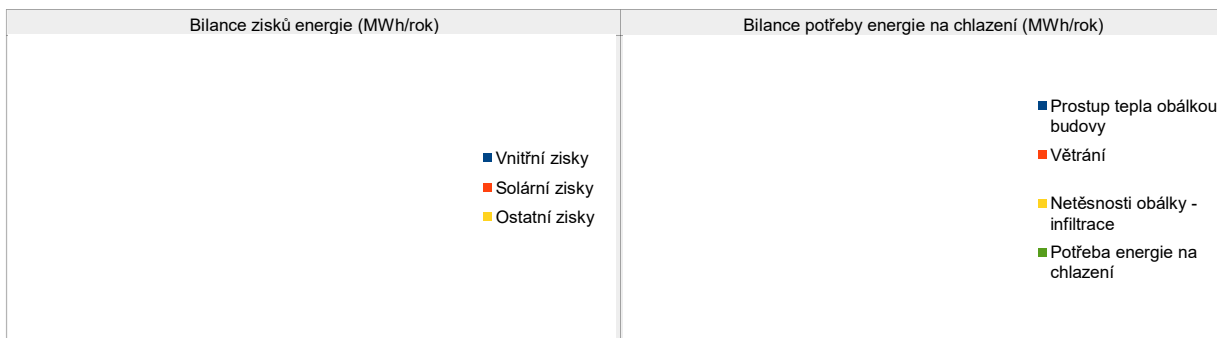 Bilance zisků energie (MWh/rok)
Bilance potřeby energie na chlazení (MWh/rok)
Vnitřní zisky
Solární zisky
Ostatní zisky
Prostup tepla obálkou
budovy
Větrání
Netěsnosti obálky -
infiltrace
Potřeba energie na
chlazení